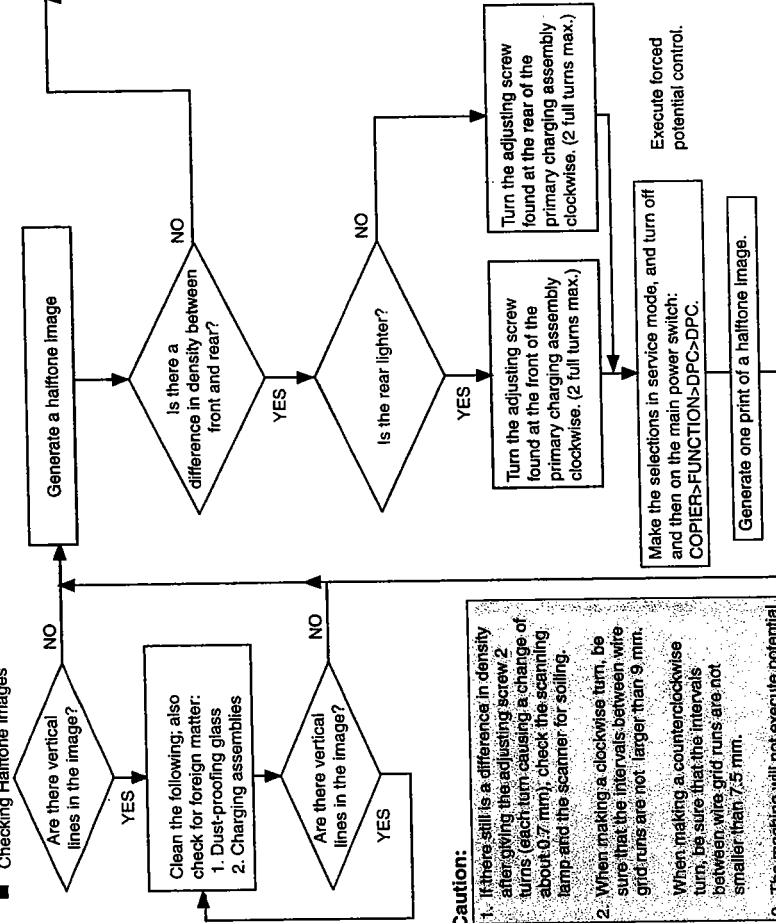 Checking Halftone Images
Are there vertical
lines in the image?
NO
YES
Clean the following; also
check for foreign matter:
1. Dust-proofing glass
2. Charging assemblies
Are there vertical
lines in the image?
NO
YES
Generate a halftone image
Is there a
difference in density between
front and rear?
NO
YES
Is the rear lighter?
NO
YES
Turn the adjusting screw
found at the front of the
primary charging assembly
clockwise. (2 full turns max.)
Turn the adjusting screw
found at the rear of the
primary charging assembly
clockwise. (2 full turns max.)
Make the selections in service mode, and turn off
and then on the main power switch:
COPIER>FUNCTION>DPC>DPC.
Execute forced
potential control.
Generate one print of a halftone image.
Caution:
1. If there still is a difference in density
after giving the adjusting screw 2
turns (each turn causing a change of
about 0.7 mm), check the scanning
lamp and the scanner for soiling.
2. When making a clockwise turn, be
sure that the intervals between wire
grid runs are not larger than 9 mm.
When making a counterclockwise
turn, be sure that the intervals
between wire grid runs are not
smaller than 7.5 mm.
The machine will not execute potential